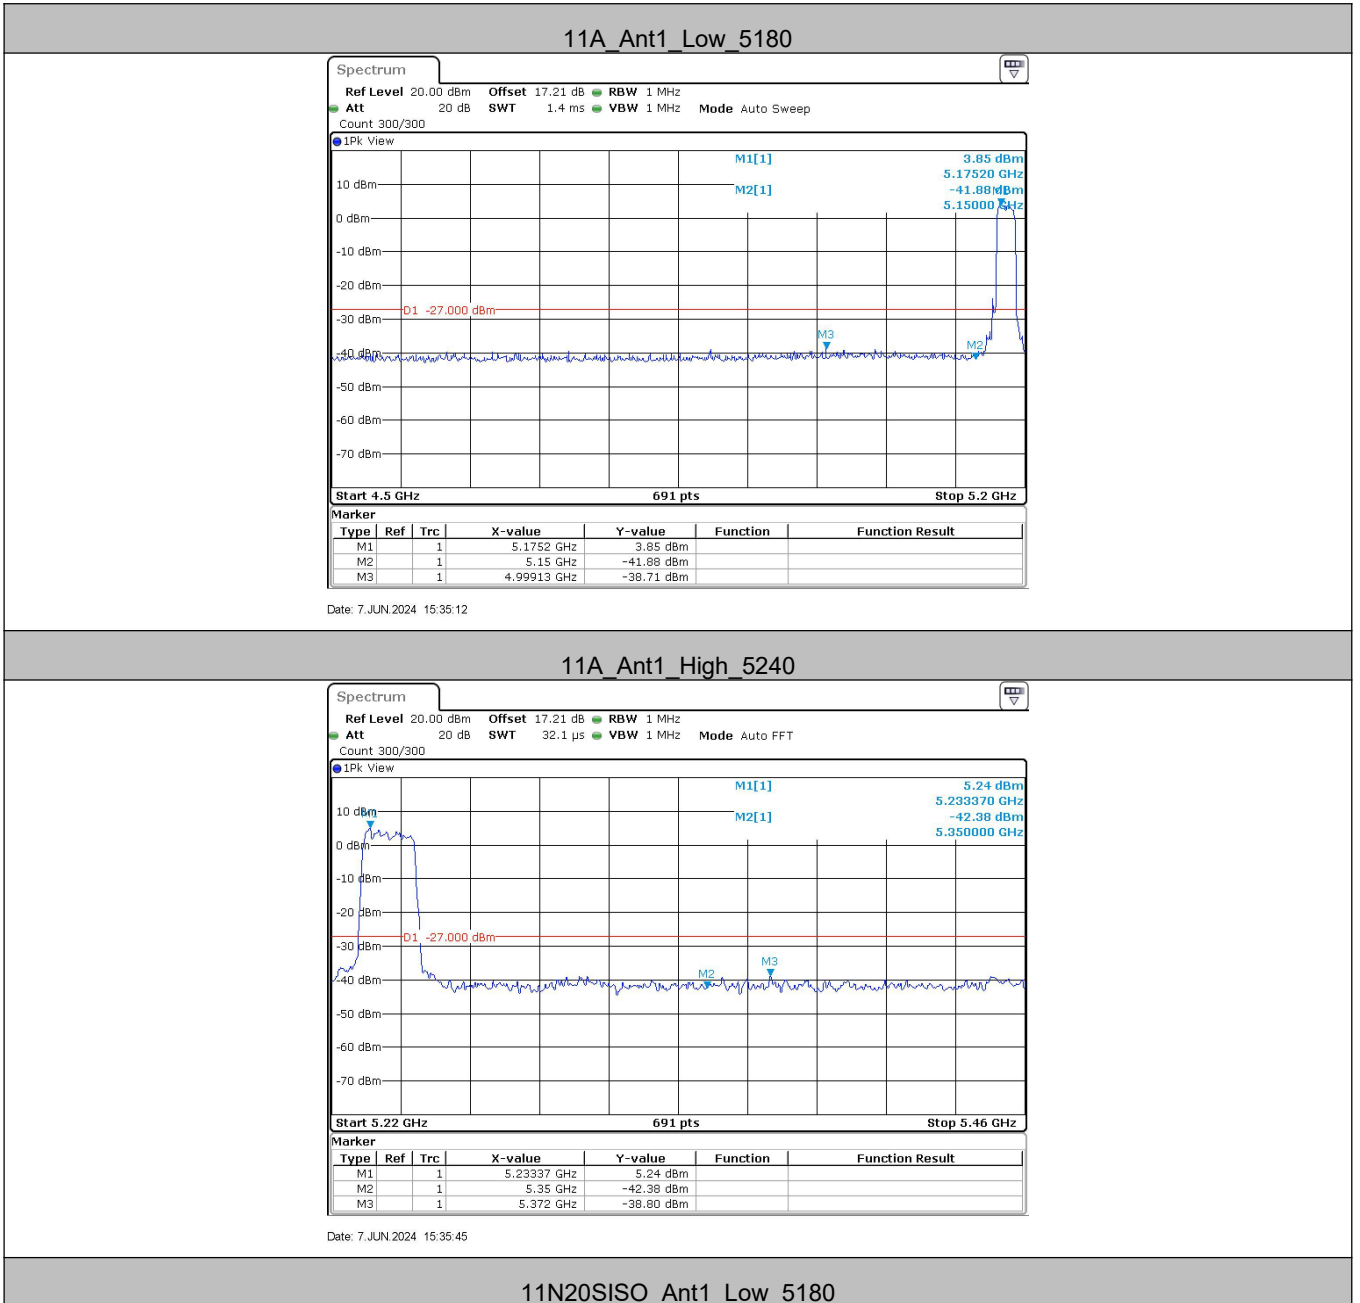 11A_Ant1_Low_5180
Spectrum
Ref Level 20.00 dBm Offset 17.21 dB RBW 1 MHz
Att 20 dB SWT 1.4 ms VBW 1 MHz Mode Auto Sweep
Count 300/300
1Pk View
M1[1] 3.85 dBm
5.17520 GHz
10 dBm
M2[1] -41.88 dBm
5.15000 GHz
M1
0 dBm
-10 dBm
-20 dBm
D1 -27.000 dBm
-30 dBm
M3
M2
-40 dBm
-50 dBm
-60 dBm
-70 dBm
Start 4.5 GHz 691 pts Stop 5.2 GHz
Marker
Type Ref Trc X-value Y-value Function Function Result
M1 1 5.1752 GHz 3.85 dBm
M2 1 5.15 GHz -41.88 dBm
M3 1 4.99913 GHz -38.71 dBm
Date: 7.JUN.2024 15:35:12
11A_Ant1_High_5240
Spectrum
Ref Level 20.00 dBm Offset 17.21 dB RBW 1 MHz
Att 20 dB SWT 32.1 µs VBW 1 MHz Mode Auto FFT
Count 300/300
1Pk View
M1[1] 5.24 dBm
5.233370 GHz
10 dBm
M1
M2[1] -42.38 dBm
5.350000 GHz
0 dBm
-10 dBm
-20 dBm
D1 -27.000 dBm
-30 dBm
M3
M2
-40 dBm
-50 dBm
-60 dBm
-70 dBm
Start 5.22 GHz 691 pts Stop 5.46 GHz
Marker
Type Ref Trc X-value Y-value Function Function Result
M1 1 5.23337 GHz 5.24 dBm
M2 1 5.35 GHz -42.38 dBm
M3 1 5.372 GHz -38.80 dBm
Date: 7.JUN.2024 15:35:45
11N20SISO_Ant1_Low_5180